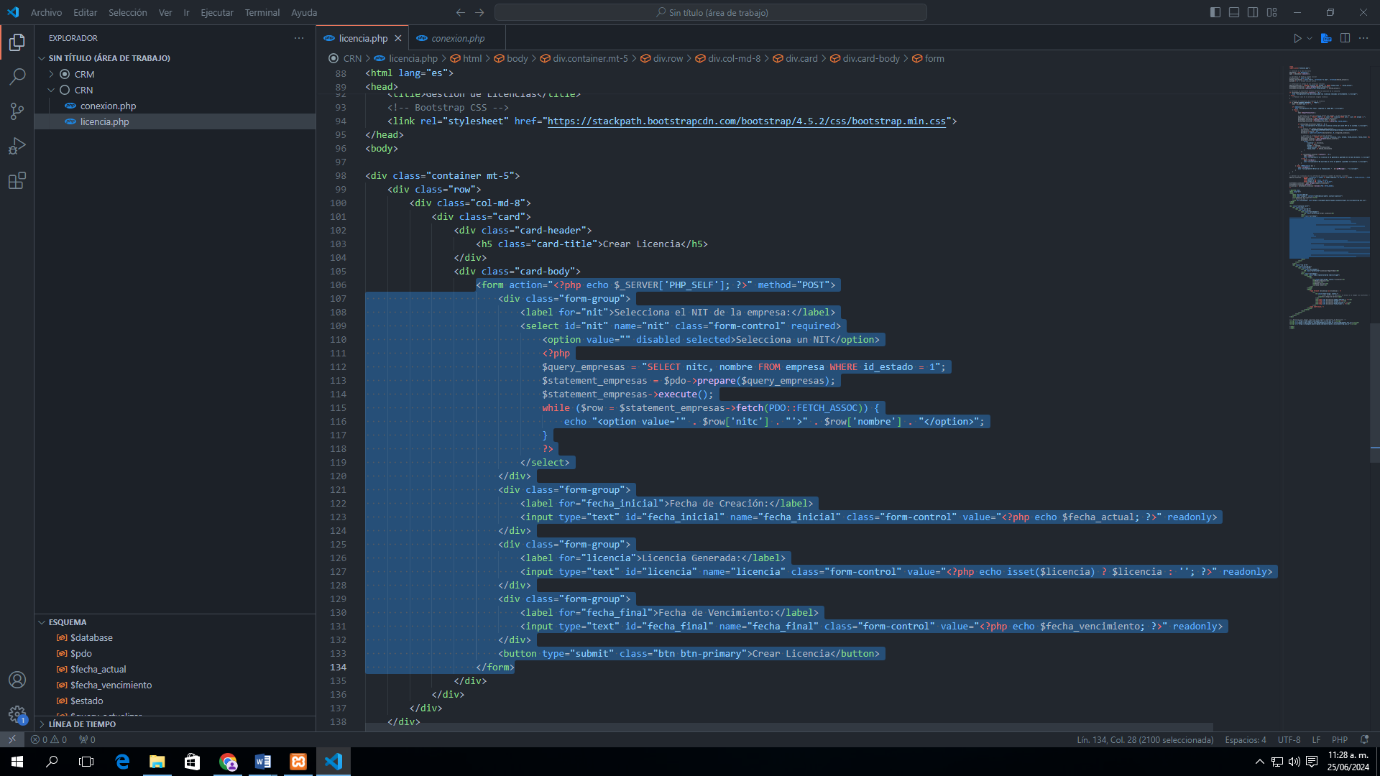 Archivo Editar Selección Ver Ir Ejecutar Terminal Ayuda
Sin título (área de trabajo)
EXPLORADOR
SIN TÍTULO (ÁREA DE TRABAJO)
CRM
CRN
conexion.php
licencia.php
ESQUEMA
$database
$pdo
$fecha_actual
$fecha_vencimiento
$estado
LÍNEA DE TIEMPO
licencia.php
conexion.php
CRN > licencia.php > html > body > div.container.mt-5 > div.row > div.col-md-8 > div.card > div.card-body > form
88 <html lang="es">
89 <head>
92 <title>Gestión de Licencias</title>
93 <!-- Bootstrap CSS -->
94 <link rel="stylesheet" href="https://stackpath.bootstrapcdn.com/bootstrap/4.5.2/css/bootstrap.min.css">
95 </head>
96 <body>
97
98 <div class="container mt-5">
99 <div class="row">
100 <div class="col-md-8">
101 <div class="card">
102 <div class="card-header">
103 <h5 class="card-title">Crear Licencia</h5>
104 </div>
105 <div class="card-body">
106 <form action="<?php echo $_SERVER['PHP_SELF']; ?>" method="POST">
107 <div class="form-group">
108 <label for="nit">Selecciona el NIT de la empresa:</label>
109 <select id="nit" name="nit" class="form-control" required>
110 <option value="" disabled selected>Selecciona un NIT</option>
111 <?php
112 $query_empresas = "SELECT nitc, nombre FROM empresa WHERE id_estado = 1";
113 $statement_empresas = $pdo->prepare($query_empresas);
114 $statement_empresas->execute();
115 while ($row = $statement_empresas->fetch(PDO::FETCH_ASSOC)) {
116 echo "<option value='" . $row['nitc'] . "'>" . $row['nombre'] . "</option>";
117 }
118 ?>
119 </select>
120 </div>
121 <div class="form-group">
122 <label for="fecha_inicial">Fecha de Creación:</label>
123 <input type="text" id="fecha_inicial" name="fecha_inicial" class="form-control" value="<?php echo $fecha_actual; ?>" readonly>
124 </div>
125 <div class="form-group">
126 <label for="licencia">Licencia Generada:</label>
127 <input type="text" id="licencia" name="licencia" class="form-control" value="<?php echo isset($licencia) ? $licencia : ''; ?>" readonly>
128 </div>
129 <div class="form-group">
130 <label for="fecha_final">Fecha de Vencimiento:</label>
131 <input type="text" id="fecha_final" name="fecha_final" class="form-control" value="<?php echo $fecha_vencimiento; ?>" readonly>
132 </div>
133 <button type="submit" class="btn btn-primary">Crear Licencia</button>
134 </form>
135 </div>
136 </div>
137 </div>
138 </div>
1
0 0 0
Lín. 134, Col. 28 (2100 seleccionada) Espacios: 4 UTF-8 LF PHP
11:28 a. m.
25/06/2024